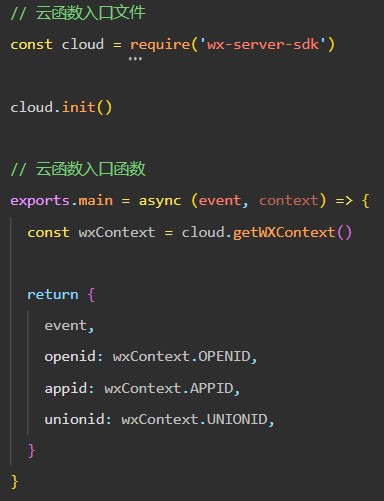 // 云函数入口文件
const cloud = require('wx-server-sdk')
cloud.init()
// 云函数入口函数
exports.main = async (event, context) => {
const wxContext = cloud.getWXContext()
return {
event,
openid: wxContext.OPENID,
appid: wxContext.APPID,
unionid: wxContext.UNIONID,
}
}